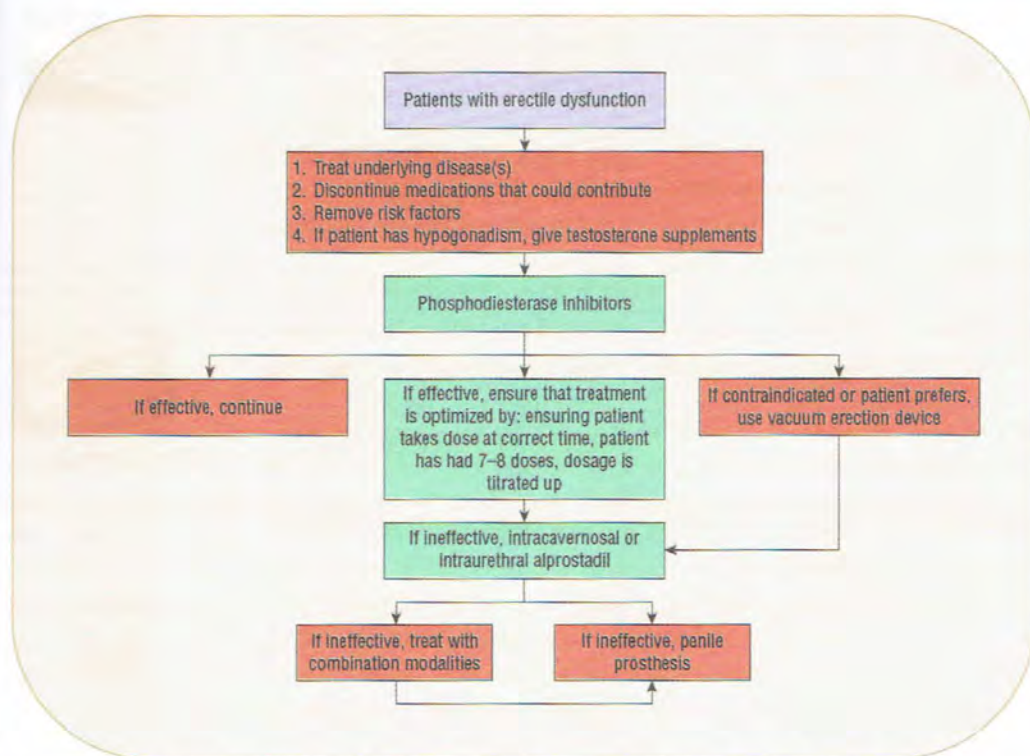 Patients with erectile dysfunction
1. Treat underlying disease(s)
2. Discontinue medications that could contribute
3. Remove risk factors
4. If patient has hypogonadism, give testosterone supplements
Phosphodiesterase inhibitors
If effective, continue
If effective, ensure that treatment
is optimized by: ensuring patient
takes dose at correct time, patient
has had 7–8 doses, dosage is
titrated up
If contraindicated or patient prefers,
use vacuum erection device
If ineffective, intracavernosal or
intraurethral alprostadil
If ineffective, treat with
combination modalities
If ineffective, panile
prosthesis